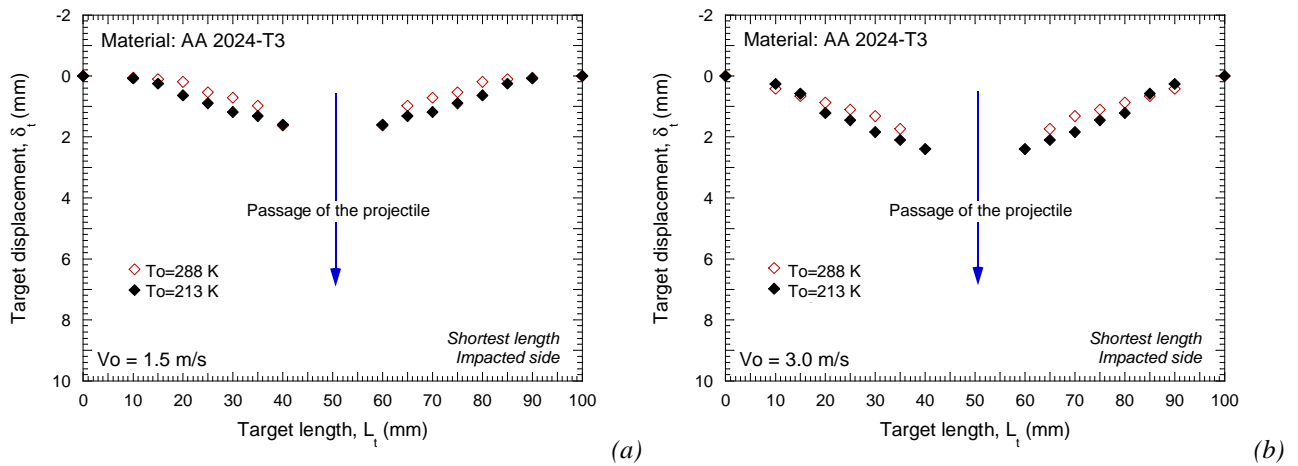 -2
0
2
4
6
8
10
Target displacement, δt (mm)
Material: AA 2024-T3
Passage of the projectile
To=288 K
To=213 K
Shortest length
Impacted side
Vo = 1.5 m/s
0 10 20 30 40 50 60 70 80 90 100
Target length, Lt (mm)
(a)
-2
0
2
4
6
8
10
Target displacement, δt (mm)
Material: AA 2024-T3
Passage of the projectile
To=288 K
To=213 K
Shortest length
Impacted side
Vo = 3.0 m/s
0 10 20 30 40 50 60 70 80 90 100
Target length, Lt (mm)
(b)